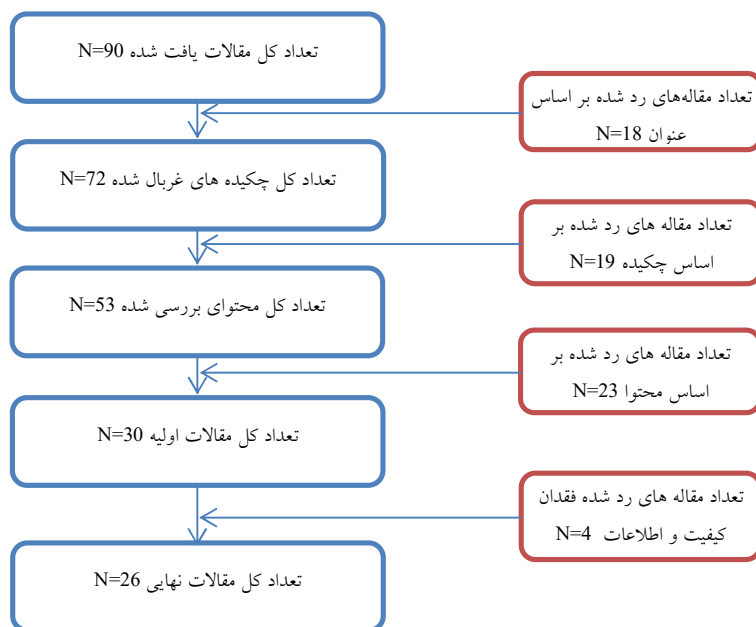 تعداد کل مقالات یافت شده N=90
تعداد مقاله‌های رد شده بر اساس
عنوان N=18
تعداد کل چکیده های غربال شده N=72
تعداد مقاله های رد شده بر
اساس چکیده N=19
تعداد کل محتوای بررسی شده N=53
تعداد مقاله های رد شده بر
اساس محتوا N=23
تعداد کل مقالات اولیه N=30
تعداد مقاله های رد شده فقدان
کیفیت و اطلاعات N=4
تعداد کل مقالات نهایی N=26